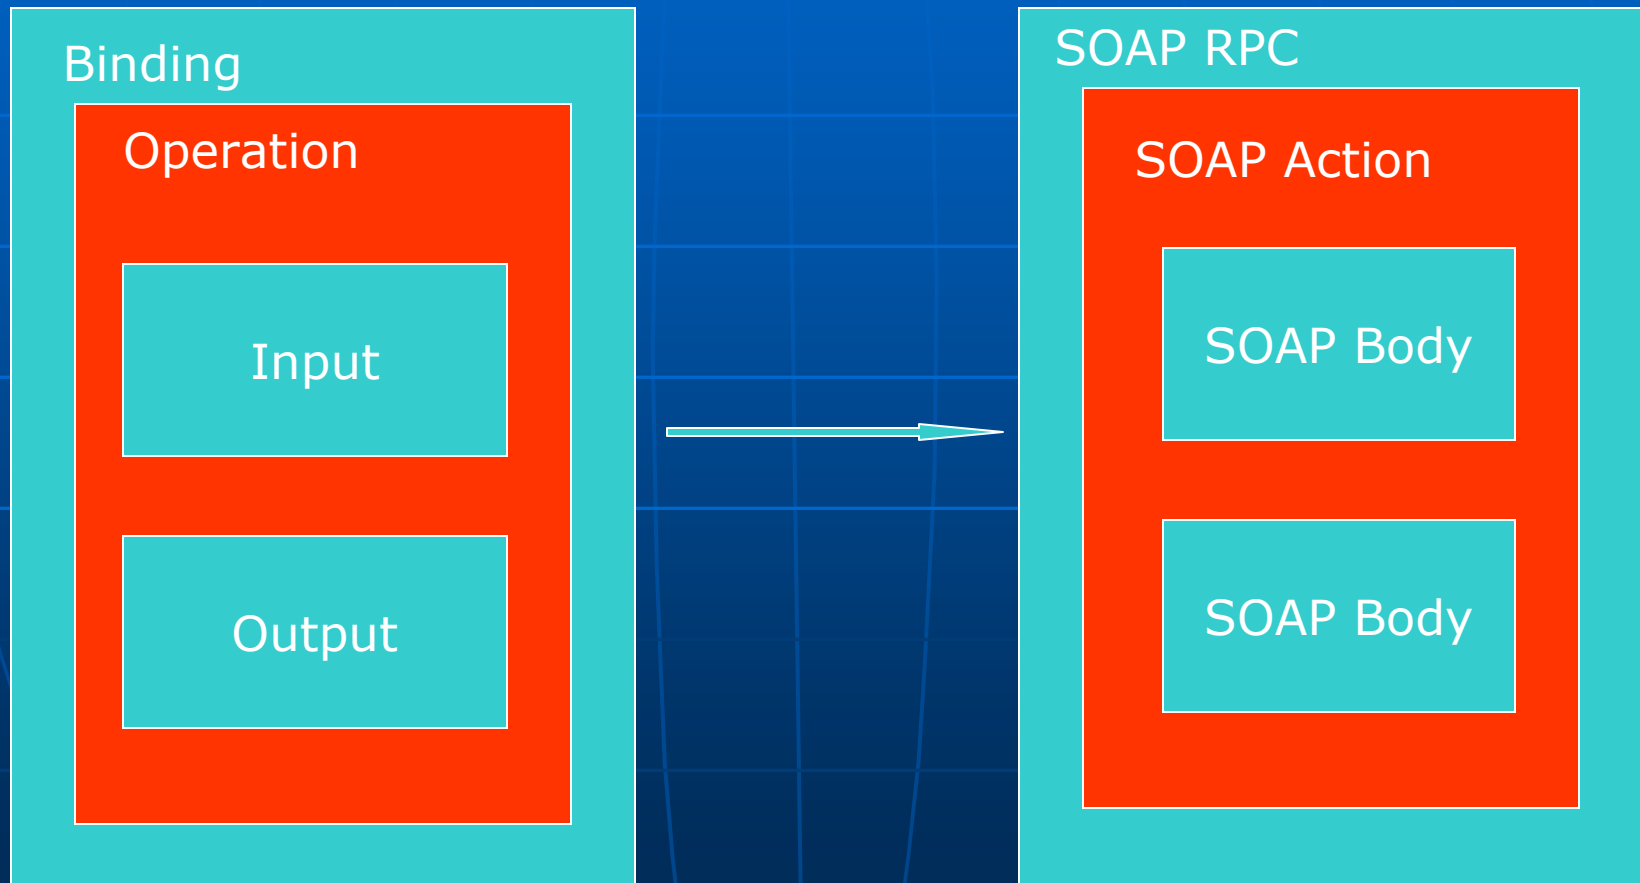 Binding
Operation
Input
Output
SOAP RPC
SOAP Action
SOAP Body
SOAP Body